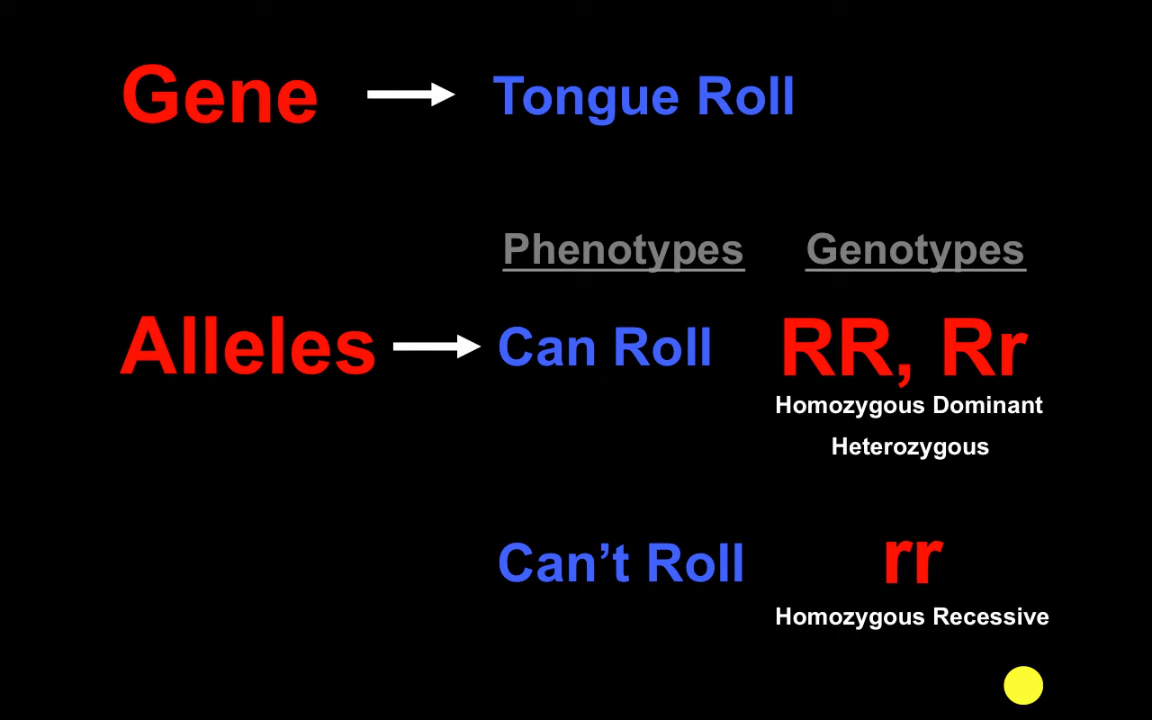 Gene Tongue Roll
Phenotypes Genotypes
Alleles Can Roll RR, Rr
Homozygous Dominant
Heterozygous
Can’t Roll rr
Homozygous Recessive